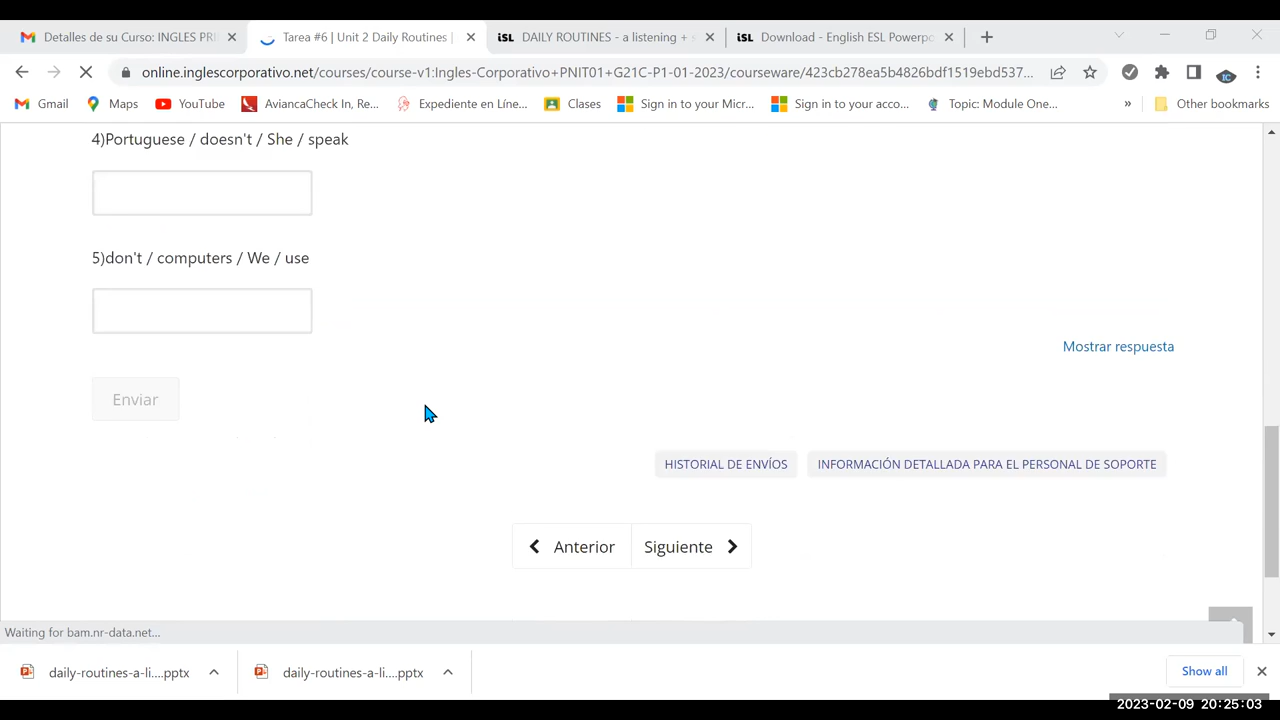 Detalles de su Curso: INGLES PRI
Tarea #6 | Unit 2 Daily Routines |
iSL DAILY ROUTINES - a listening + s
iSL Download - English ESL Powerpo
online.inglescorporativo.net/courses/course-v1:Ingles-Corporativo+PNIT01+G21C-P1-01-2023/courseware/423cb278ea5b4826bdf1519ebd537...
Gmail
Maps
YouTube
AviancaCheck In, Re...
Expediente en Líne...
Clases
Sign in to your Micr...
Sign in to your acco...
Topic: Module One...
»
Other bookmarks
4)Portuguese / doesn't / She / speak
5)don't / computers / We / use
Mostrar respuesta
Enviar
HISTORIAL DE ENVÍOS
INFORMACIÓN DETALLADA PARA EL PERSONAL DE SOPORTE
Anterior
Siguiente
Waiting for bam.nr-data.net...
daily-routines-a-li....pptx
daily-routines-a-li....pptx
Show all
2023-02-09 20:25:03